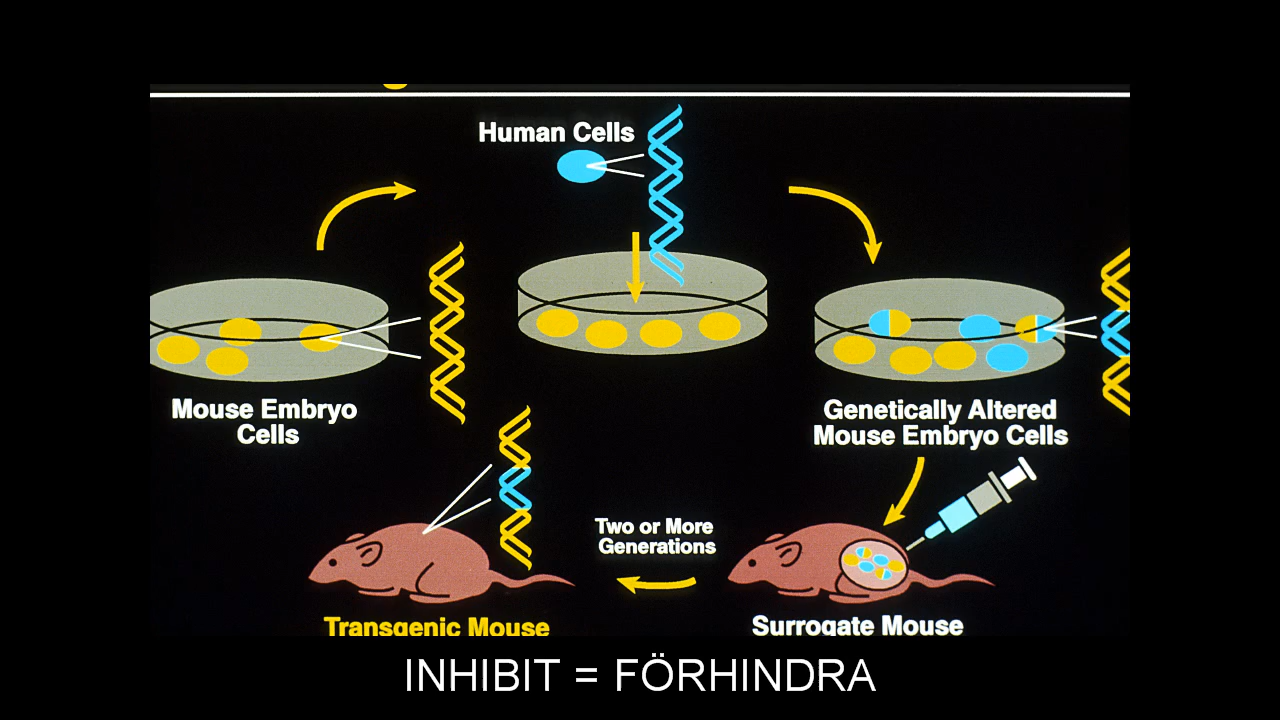 Human Cells
Mouse Embryo
Cells
Genetically Altered
Mouse Embryo Cells
Two or More
Generations
Transgenic Mouse
Surrogate Mouse
INHIBIT = FÖRHINDRA